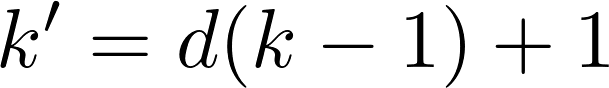 k′ = d(k − 1) + 1